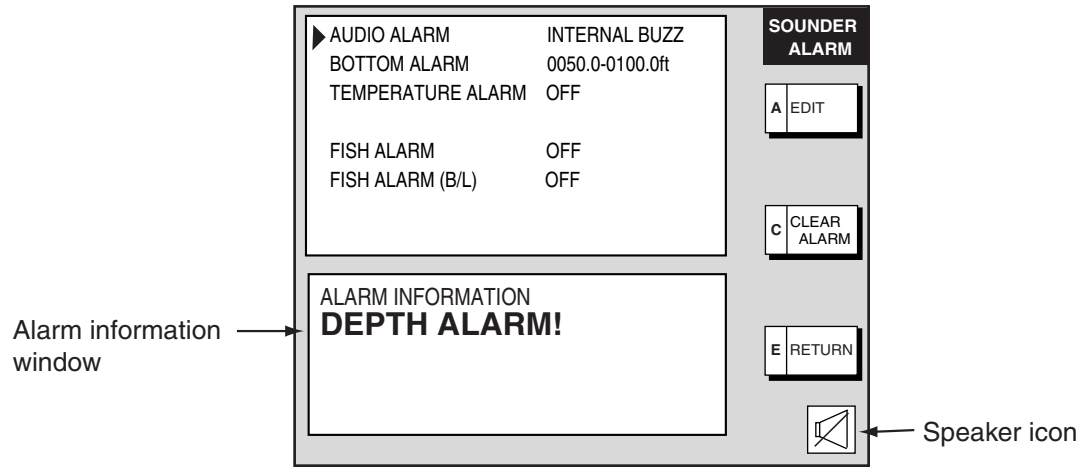 AUDIO ALARM INTERNAL BUZZ
BOTTOM ALARM 0050.0-0100.0ft
TEMPERATURE ALARM OFF
FISH ALARM OFF
FISH ALARM (B/L) OFF
SOUNDER
ALARM
A EDIT
C CLEAR
ALARM
E RETURN
ALARM INFORMATION
DEPTH ALARM!
Alarm information
window
Speaker icon